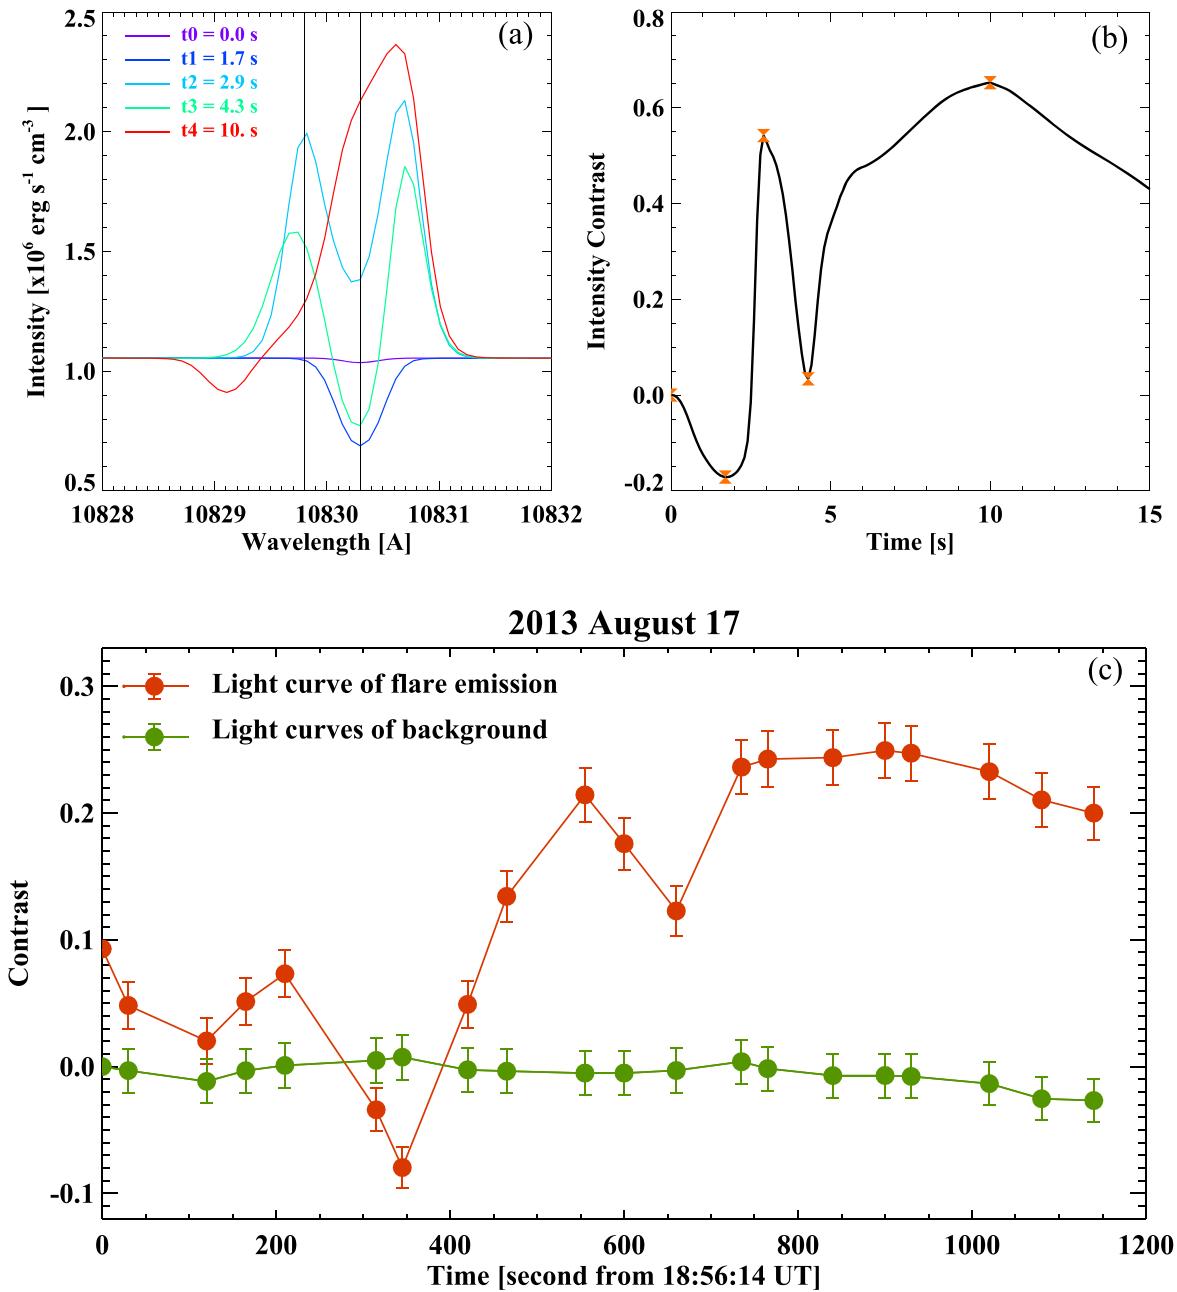 (a)
t0 = 0.0 s
t1 = 1.7 s
t2 = 2.9 s
t3 = 4.3 s
t4 = 10. s
2.5
2.0
1.5
1.0
0.5
Intensity [x10⁶ erg s⁻¹ cm⁻³ ]
10828 10829 10830 10831 10832
Wavelength [A]
(b)
0.8
0.6
0.4
0.2
0.0
-0.2
Intensity Contrast
0 5 10 15
Time [s]
2013 August 17
(c)
Light curve of flare emission
Light curves of background
0.3
0.2
0.1
0.0
-0.1
Contrast
0 200 400 600 800 1000 1200
Time [second from 18:56:14 UT]